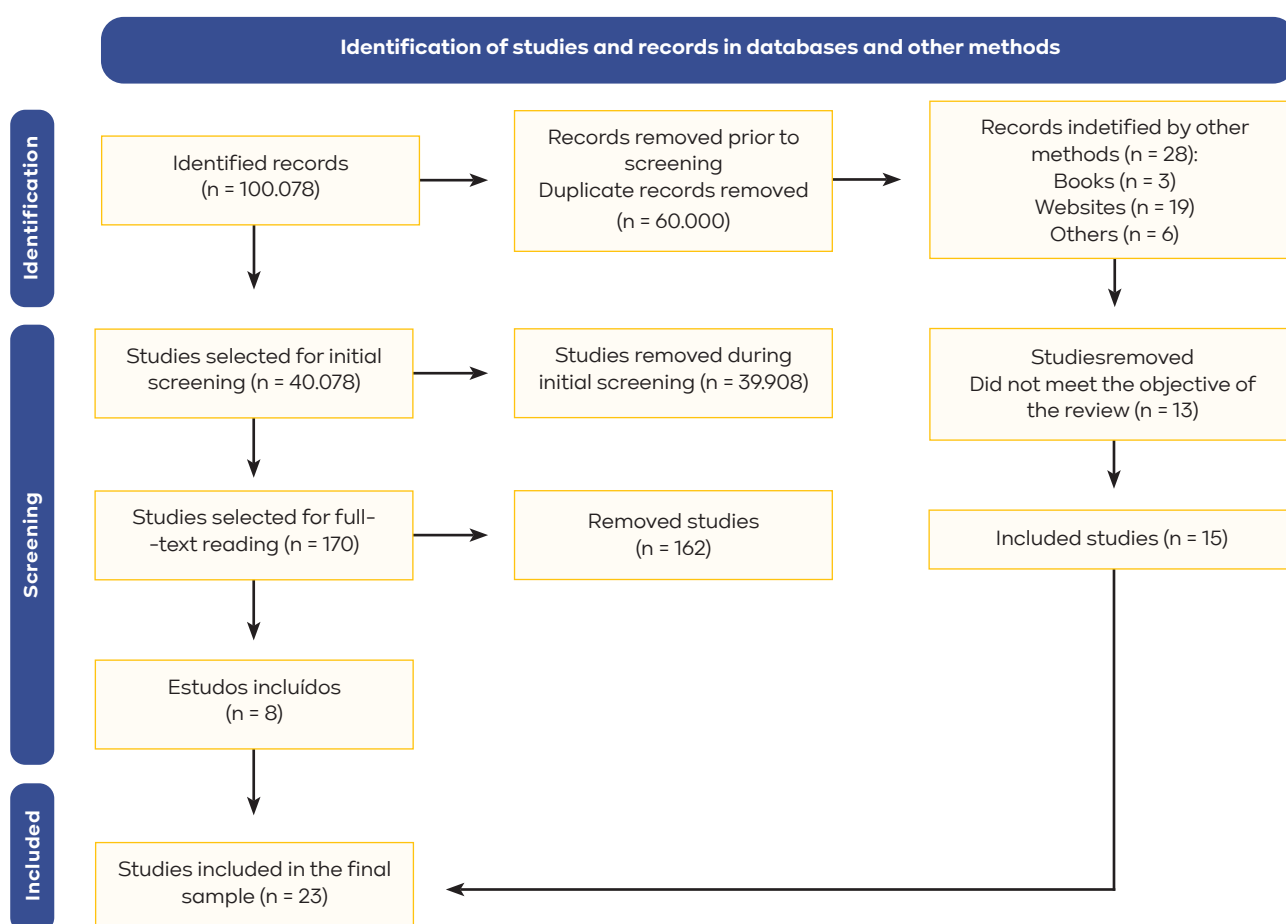 Identification of studies and records in databases and other methods
Identification
Identified records
(n = 100.078)
Records removed prior to
screening
Duplicate records removed
(n = 60.000)
Records indetified by other
methods (n = 28):
Books (n = 3)
Websites (n = 19)
Others (n = 6)
Screening
Studies selected for initial
screening (n = 40.078)
Studies removed during
initial screening (n = 39.908)
Studiesremoved
Did not meet the objective of
the review (n = 13)
Studies selected for full-
-text reading (n = 170)
Removed studies
(n = 162)
Included studies (n = 15)
Estudos incluídos
(n = 8)
Included
Studies included in the final
sample (n = 23)